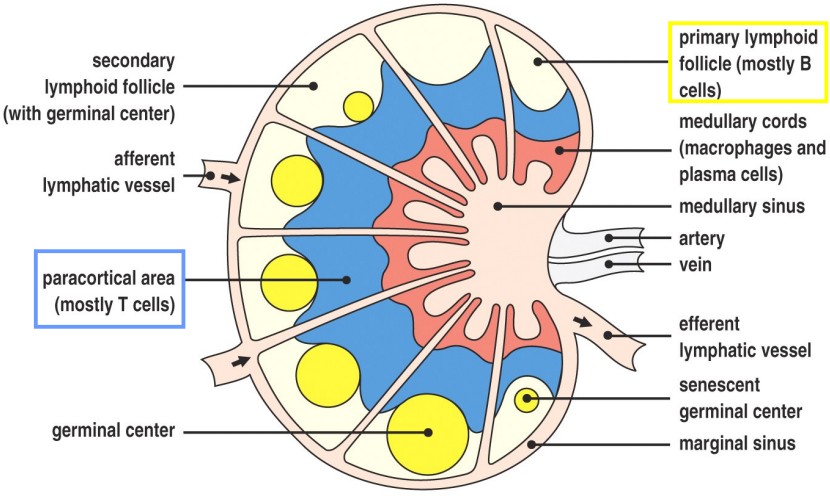 secondary
lymphoid follicle
(with germinal center)
afferent
lymphatic vessel
paracortical area
(mostly T cells)
germinal center
primary lymphoid
follicle (mostly B
cells)
medullary cords
(macrophages and
plasma cells)
medullary sinus
artery
vein
efferent
lymphatic vessel
senescent
germinal center
marginal sinus